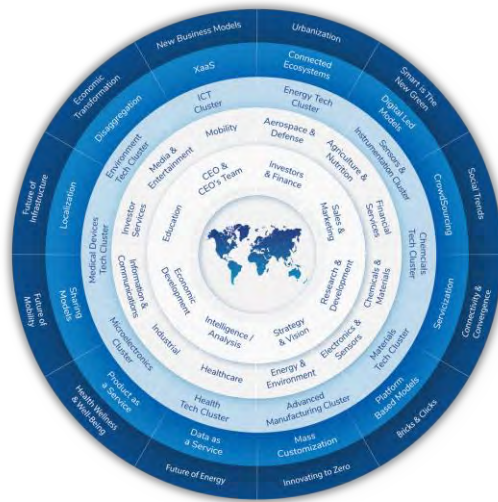 New Business Models
Urbanization
Smart is The
New Green
Social Trends
Connectivity &
Convergence
Bricks & Clicks
Innovating to Zero
Future of Energy
Health Wellness
& Well-Being
Future of
Mobility
Future of
Infrastructure
Economic
Transformation
XaaS
Connected
Ecosystems
Digital Led
Models
CrowdSourcing
Servicization
Platform
Based Models
Mass
Customization
Data as
a Service
Product as
a Service
Sharing
Models
Localization
Disaggregation
ICT
Cluster
Energy Tech
Cluster
Sensors &
Instrumentation Cluster
Chemcials
Tech Cluster
Materials
Tech Cluster
Advanced
Manufacturing Cluster
Health
Tech Cluster
Microelectronics
Cluster
Medical Devices
Tech Cluster
Environment
Tech Cluster
Mobility
Aerospace &
Defense
Agriculture &
Nutrition
Financial
Services
Chemicals &
Materials
Electronics &
Sensors
Energy &
Environment
Healthcare
Industrial
Information &
Communications
Investor
Services
Media &
Entertainment
CEO &
CEO's Team
Investors
& Finance
Sales &
Marketing
Research &
Development
Strategy
& Vision
Intelligence /
Analysis
Economic
Development
Education